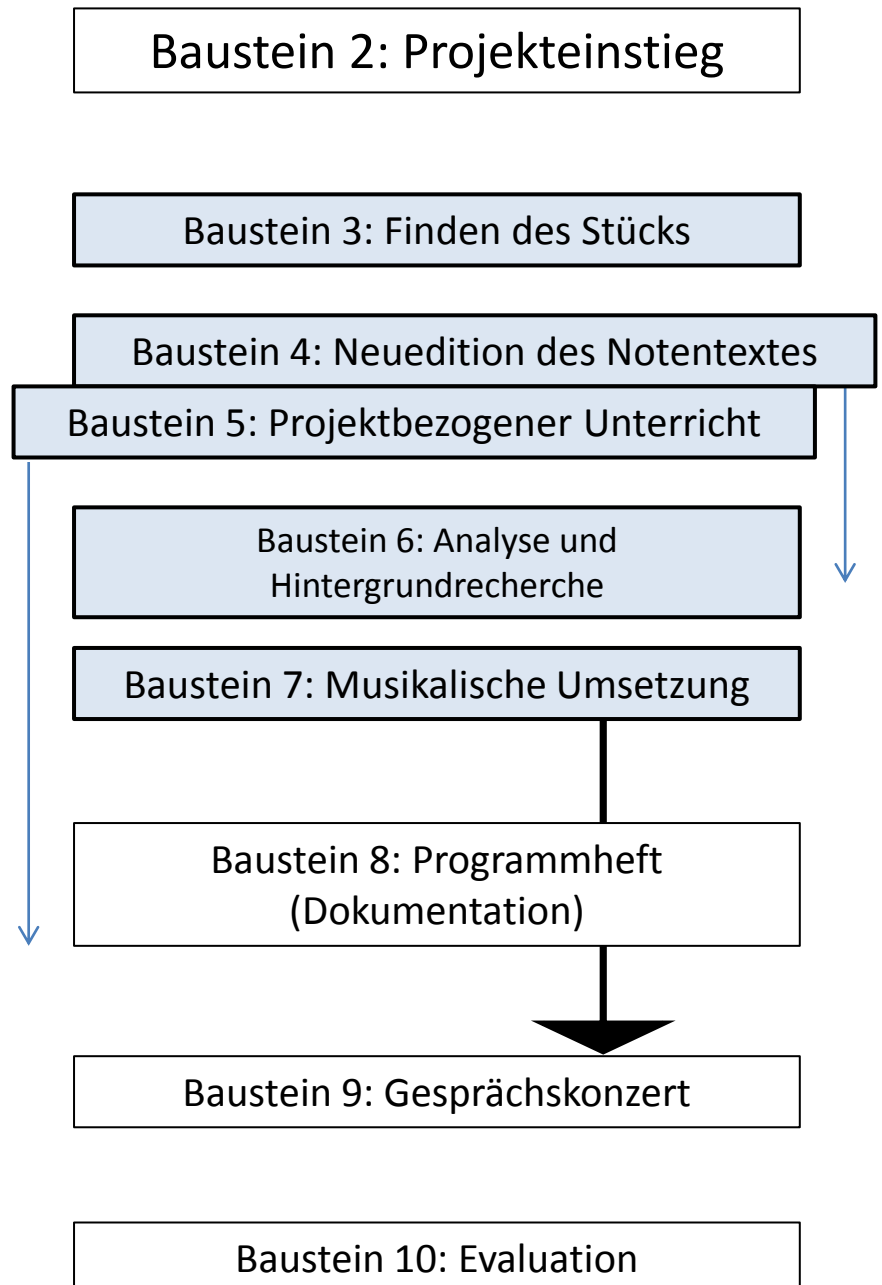 Baustein 2: Projekteinstieg
Baustein 3: Finden des Stücks
Baustein 4: Neuedition des Notentextes
Baustein 5: Projektbezogener Unterricht
Baustein 6: Analyse und
Hintergrundrecherche
Baustein 7: Musikalische Umsetzung
Baustein 8: Programmheft
(Dokumentation)
Baustein 9: Gesprächskonzert
Baustein 10: Evaluation